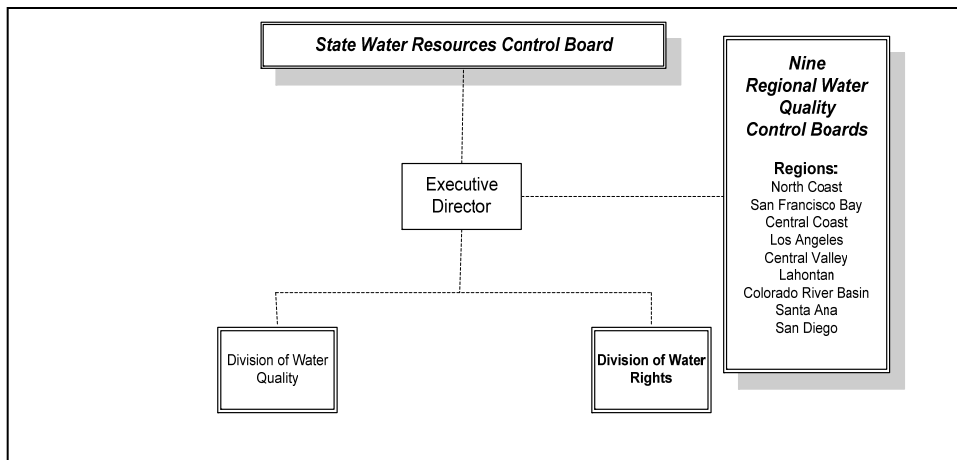 State Water Resources Control Board
Nine
Regional Water
Quality
Control Boards
Regions:
North Coast
San Francisco Bay
Central Coast
Los Angeles
Central Valley
Lahontan
Colorado River Basin
Santa Ana
San Diego
Executive
Director
Division of Water
Quality
Division of Water
Rights